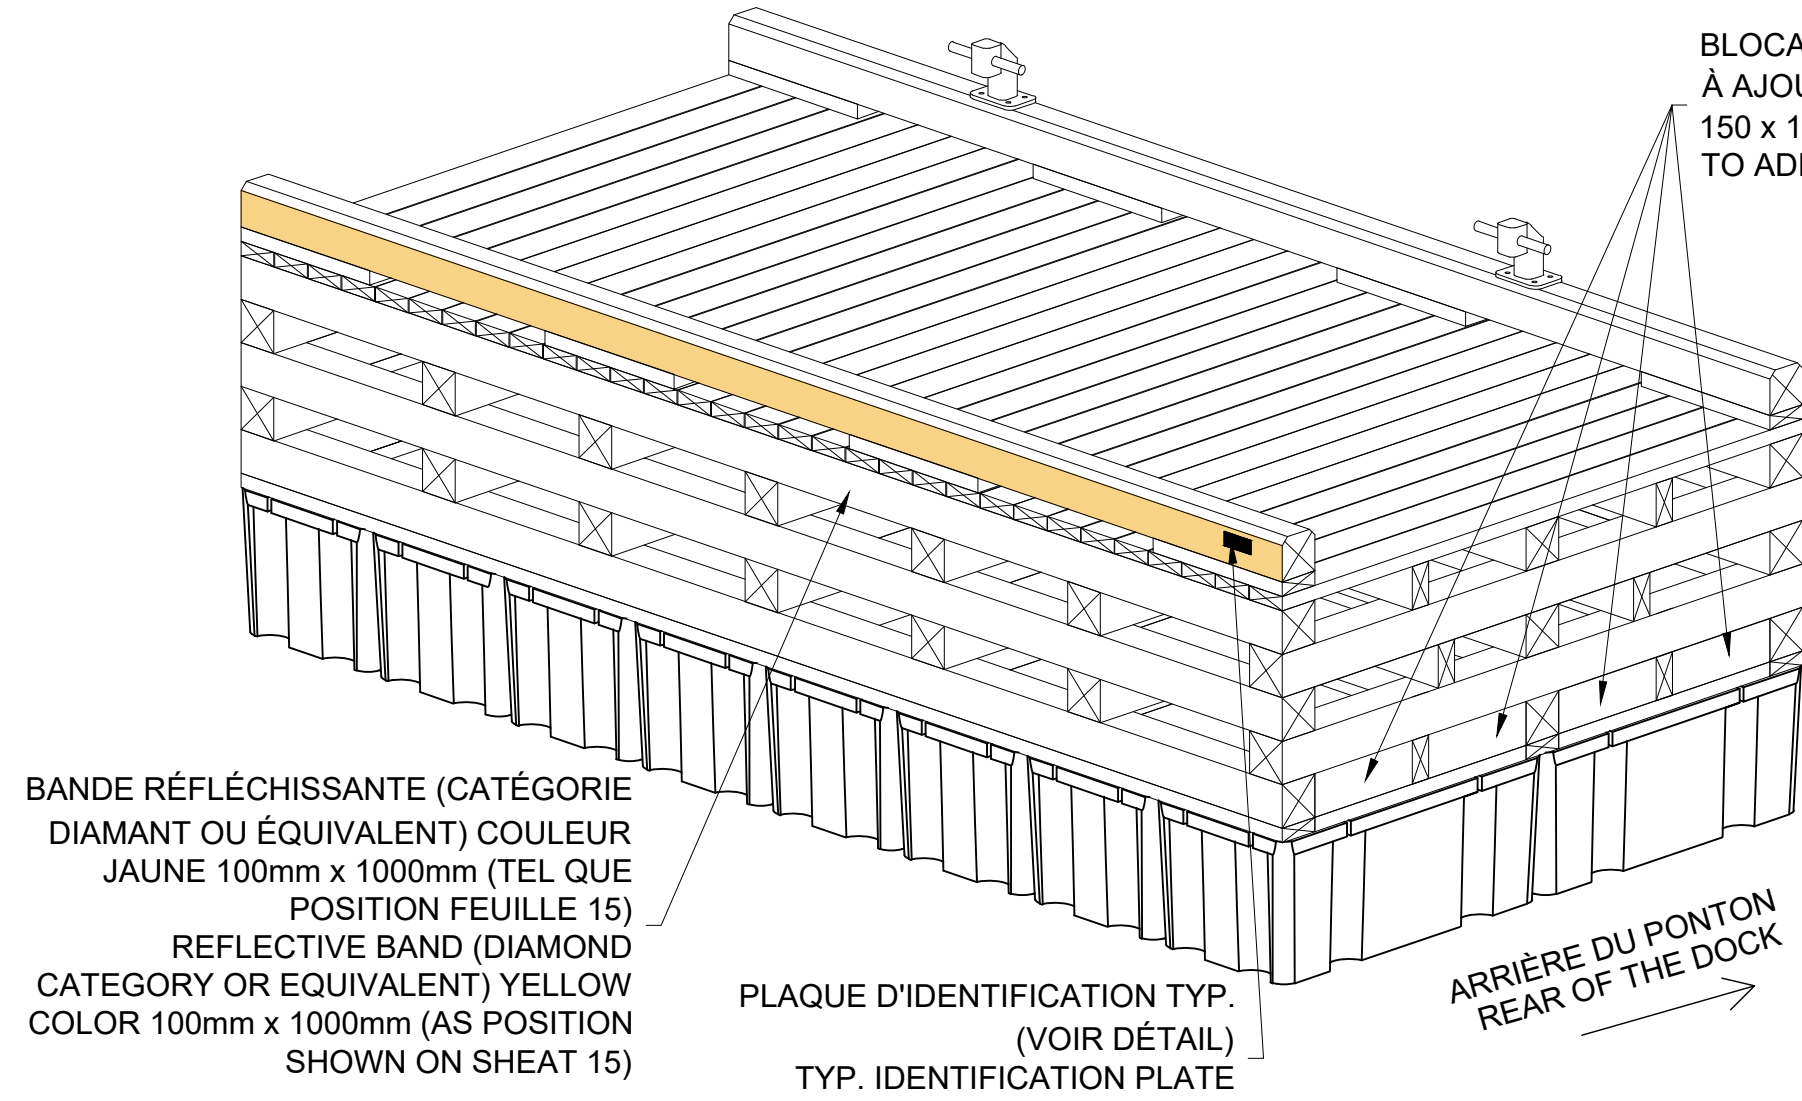 BLOCA
À AJOU
150 x 1
TO ADD
BANDE RÉFLÉCHISSANTE (CATÉGORIE
DIAMANT OU ÉQUIVALENT) COULEUR
JAUNE 100mm x 1000mm (TEL QUE
POSITION FEUILLE 15)
REFLECTIVE BAND (DIAMOND
CATEGORY OR EQUIVALENT) YELLOW
COLOR 100mm x 1000mm (AS POSITION
SHOWN ON SHEAT 15)
PLAQUE D'IDENTIFICATION TYP.
(VOIR DÉTAIL)
TYP. IDENTIFICATION PLATE
ARRIÈRE DU PONTON
REAR OF THE DOCK